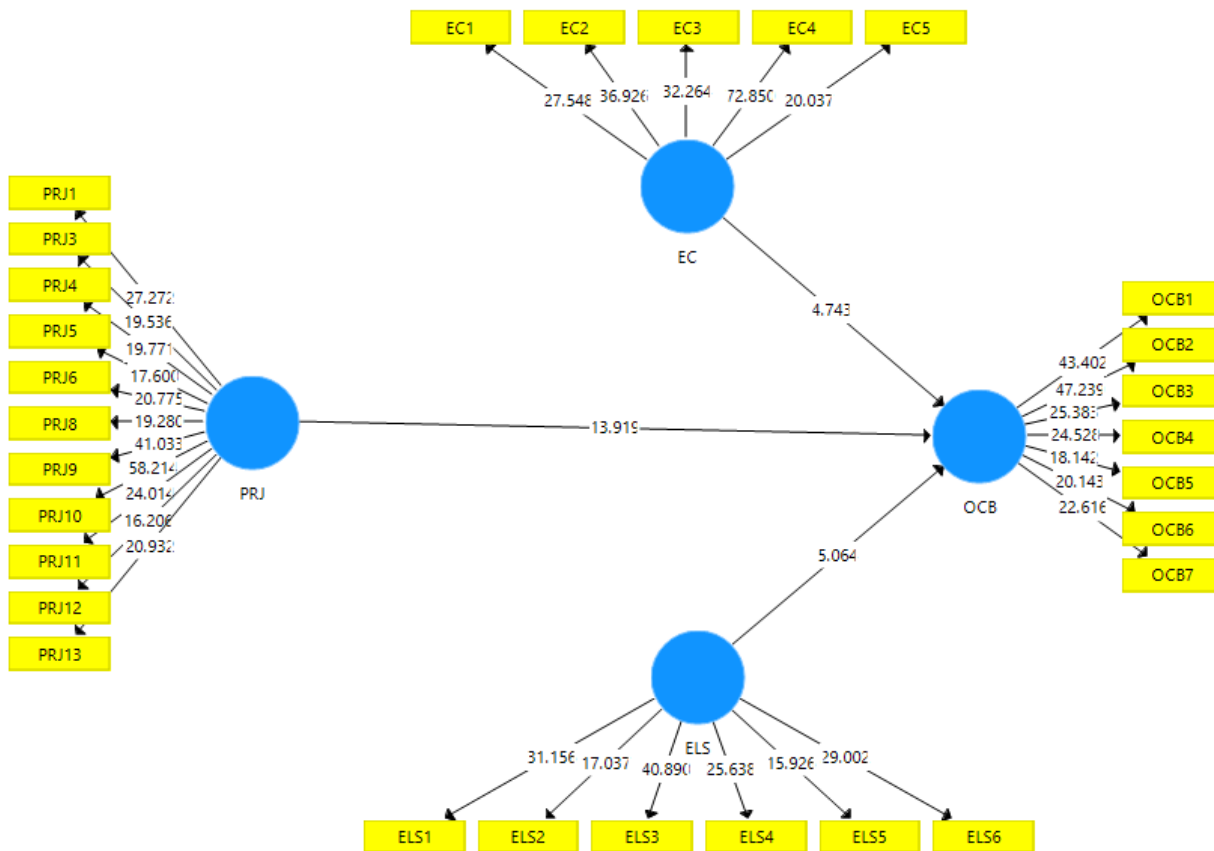 EC1 EC2 EC3 EC4 EC5
27.548 36.926 32.264 72.850 20.037
EC
PRJ1
PRJ3
PRJ4
PRJ5
PRJ6
PRJ8
PRJ9
PRJ10
PRJ11
PRJ12
PRJ13
27.272
19.536
19.771
17.600
20.775
19.280
41.033
58.214
24.014
16.206
20.932
PRJ
4.743
13.919
5.064
OCB
43.402
47.239
25.383
24.528
18.142
20.143
22.616
OCB1
OCB2
OCB3
OCB4
OCB5
OCB6
OCB7
ELS
31.156 17.037 40.890 25.638 15.926 29.002
ELS1 ELS2 ELS3 ELS4 ELS5 ELS6